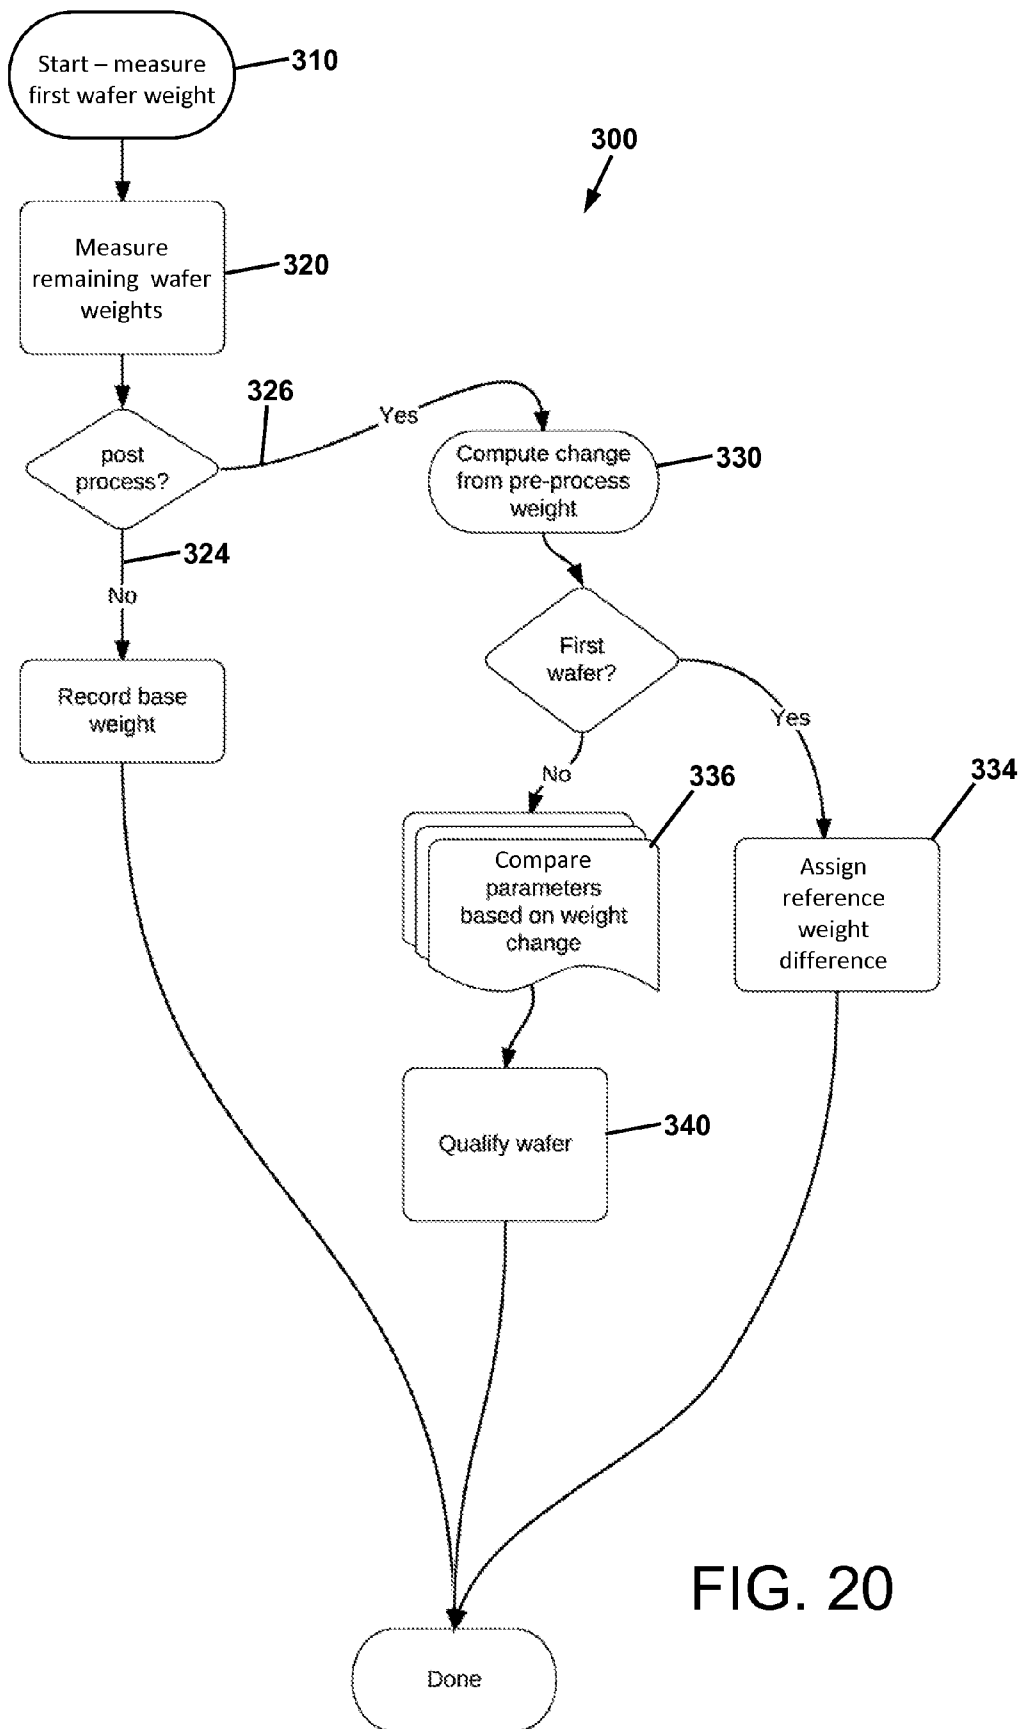 Start – measure
first wafer weight
310
300
Measure
remaining wafer
weights
320
326
Yes
post
process?
Compute change
from pre-process
weight
330
324
No
First
wafer?
Record base
weight
Yes
No
336
334
Compare
parameters
based on weight
change
Assign
reference
weight
difference
Qualify wafer
340
FIG. 20
Done